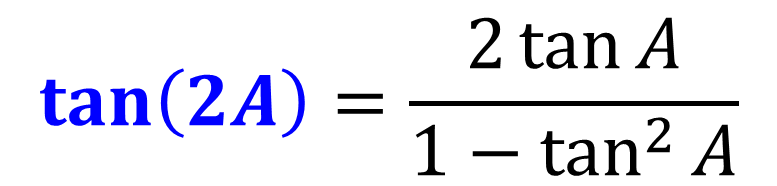 tan(2A) = 2 tan A / 1 − tan² A